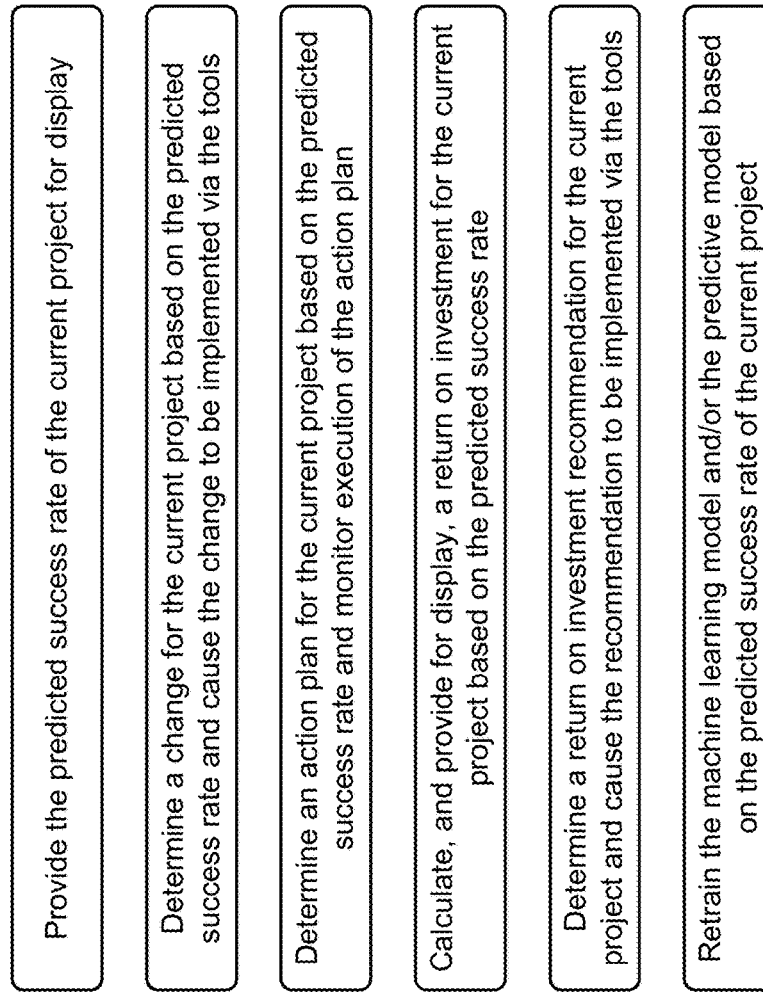 Provide the predicted success rate of the current project for display
Determine a change for the current project based on the predicted
success rate and cause the change to be implemented via the tools
Determine an action plan for the current project based on the predicted
success rate and monitor execution of the action plan
Calculate, and provide for display, a return on investment for the current
project based on the predicted success rate
Determine a return on investment recommendation for the current
project and cause the recommendation to be implemented via the tools
Retrain the machine learning model and/or the predictive model based
on the predicted success rate of the current project